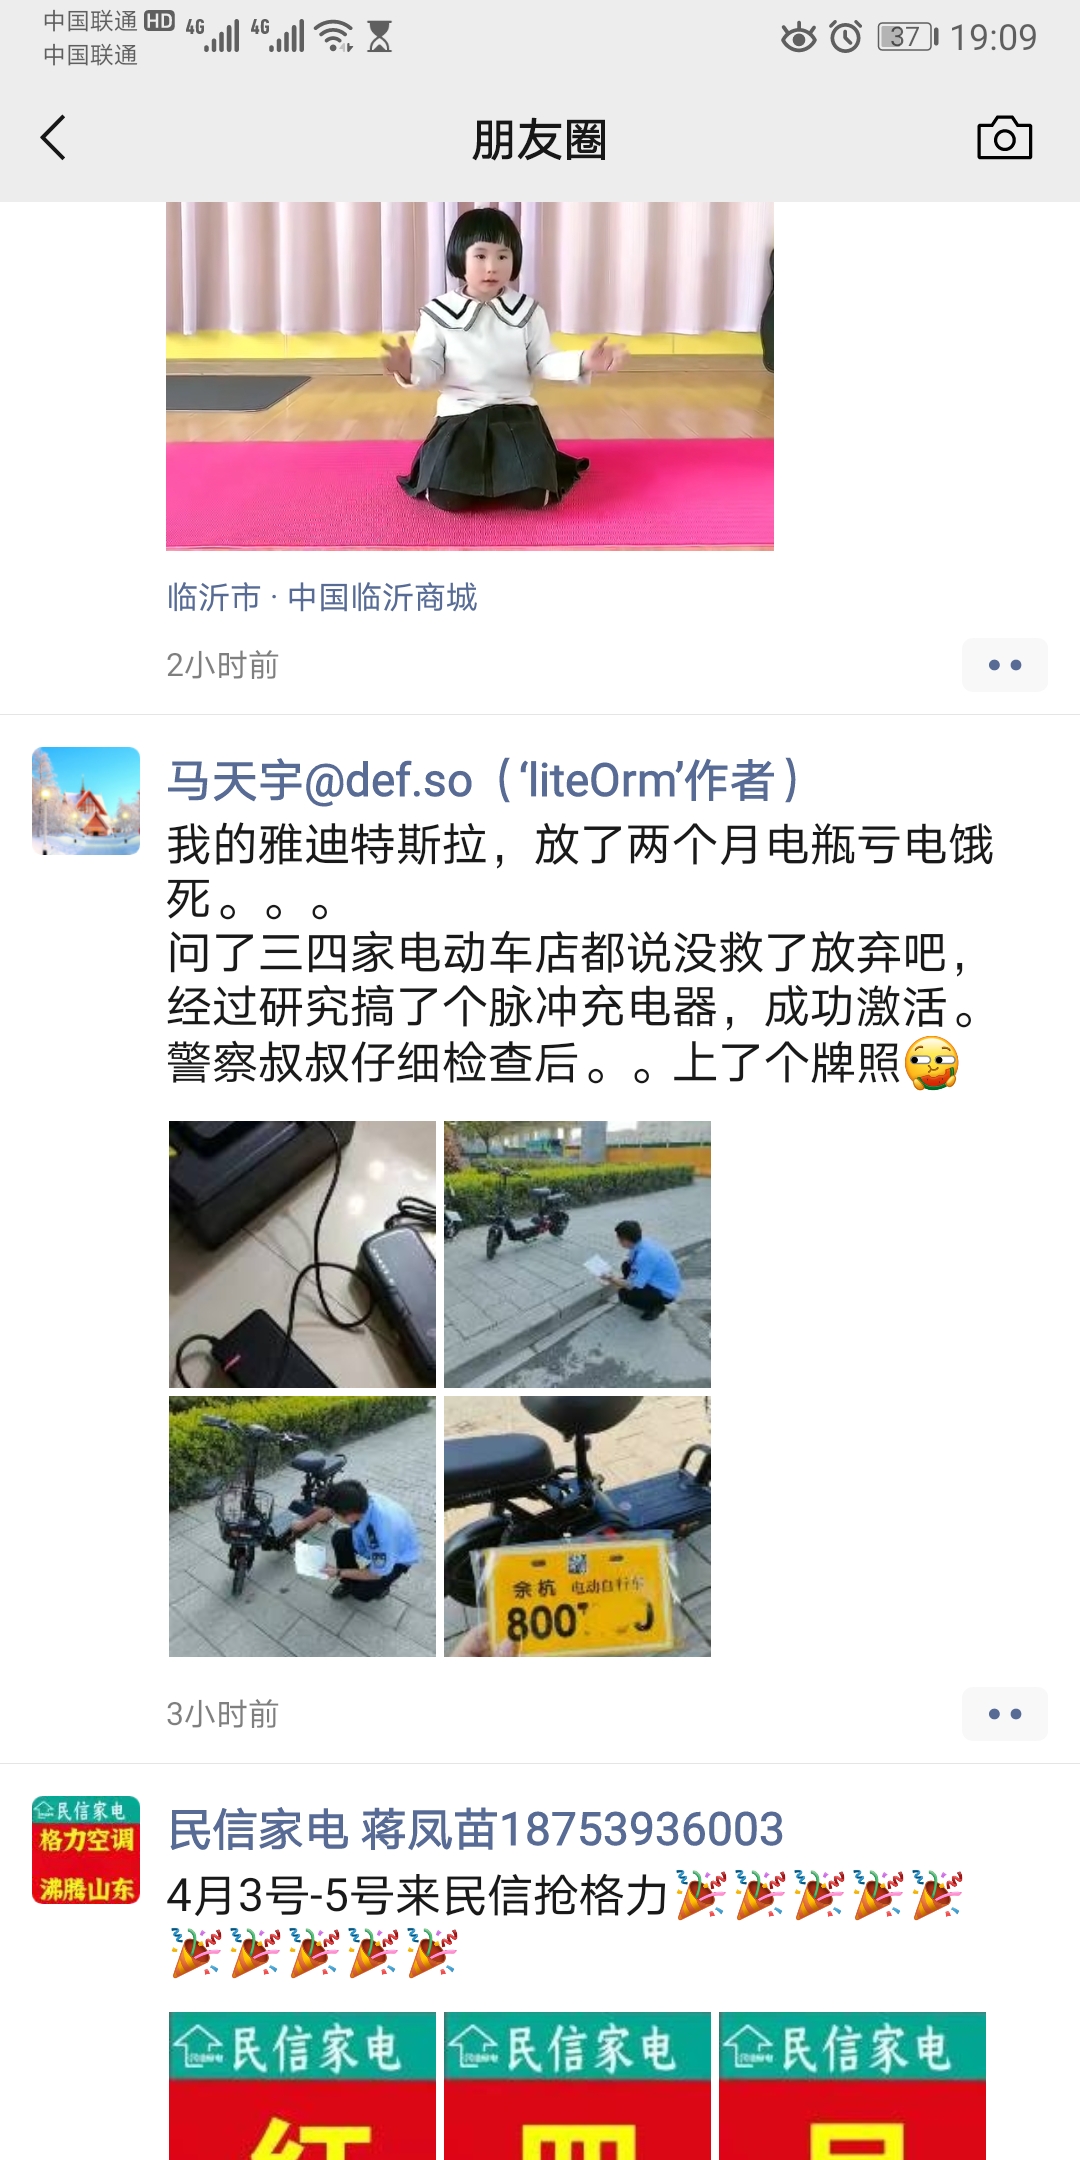 中国联通 HD 4G 4G 37 19:09
中国联通
朋友圈
临沂市 · 中国临沂商城
2小时前
马天宇@def.so（‘liteOrm’作者）
我的雅迪特斯拉，放了两个月电瓶亏电饿
死。。。
问了三四家电动车店都说没救了放弃吧，
经过研究搞了个脉冲充电器，成功激活。
警察叔叔仔细检查后。。上了个牌照
余杭 电动自行车
800 J
3小时前
民信家电
格力空调
沸腾山东
民信家电 蒋凤苗18753936003
4月3号-5号来民信抢格力
民信家电 民信家电 民信家电